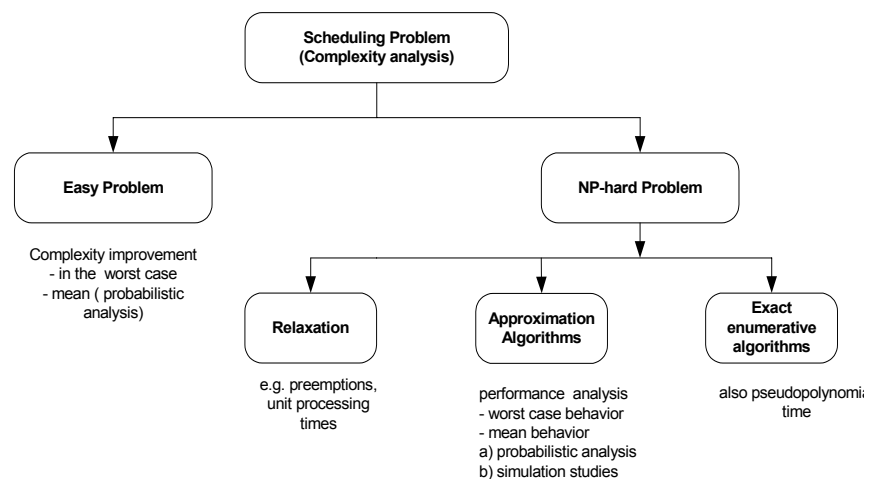 Scheduling Problem
(Complexity analysis)
Easy Problem
NP-hard Problem
Complexity improvement
- in the worst case
- mean ( probabilistic
analysis)
Relaxation
e.g. preemptions,
unit processing
times
Approximation
Algorithms
performance analysis
- worst case behavior
- mean behavior
a) probabilistic analysis
b) simulation studies
Exact
enumerative
algorithms
also pseudopolynomia
time